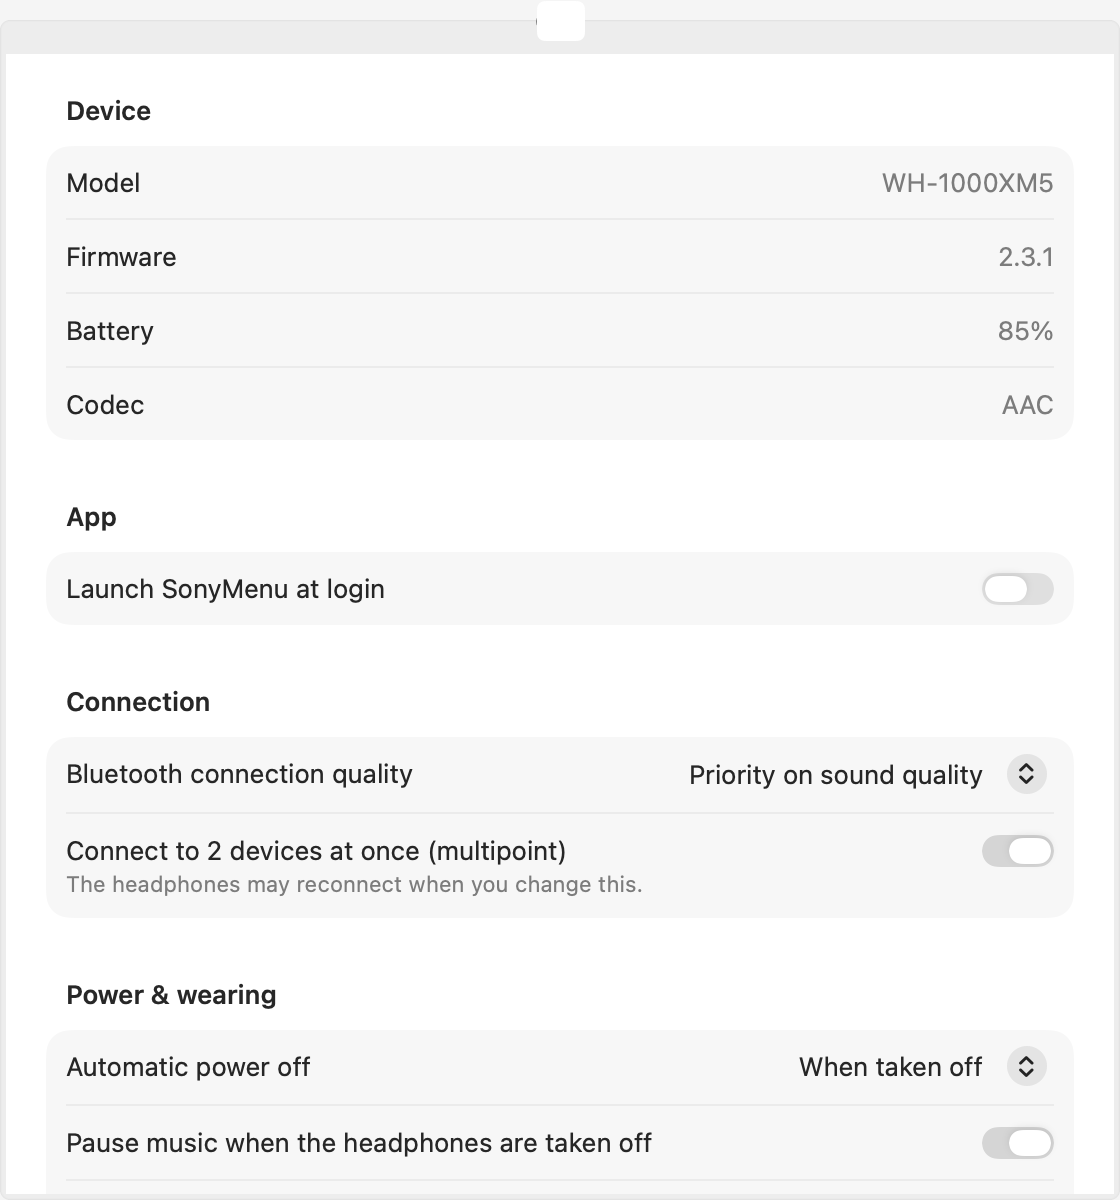 Device
Model WH-1000XM5
Firmware 2.3.1
Battery 85%
Codec AAC
App
Launch SonyMenu at login
Connection
Bluetooth connection quality Priority on sound quality
Connect to 2 devices at once (multipoint)
The headphones may reconnect when you change this.
Power & wearing
Automatic power off When taken off
Pause music when the headphones are taken off